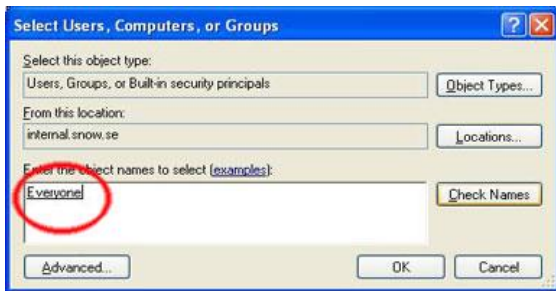 Select Users, Computers, or Groups
Select this object type:
Users, Groups, or Built-in security principals
Object Types...
From this location:
internal.snow.se
Locations...
Enter the object names to select (examples):
Everyone
Check Names
Advanced...
OK
Cancel